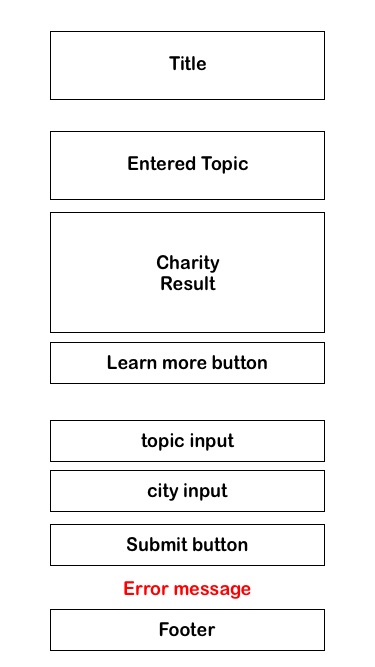 Title
Entered Topic
Charity
Result
Learn more button
topic input
city input
Submit button
Error message
Footer